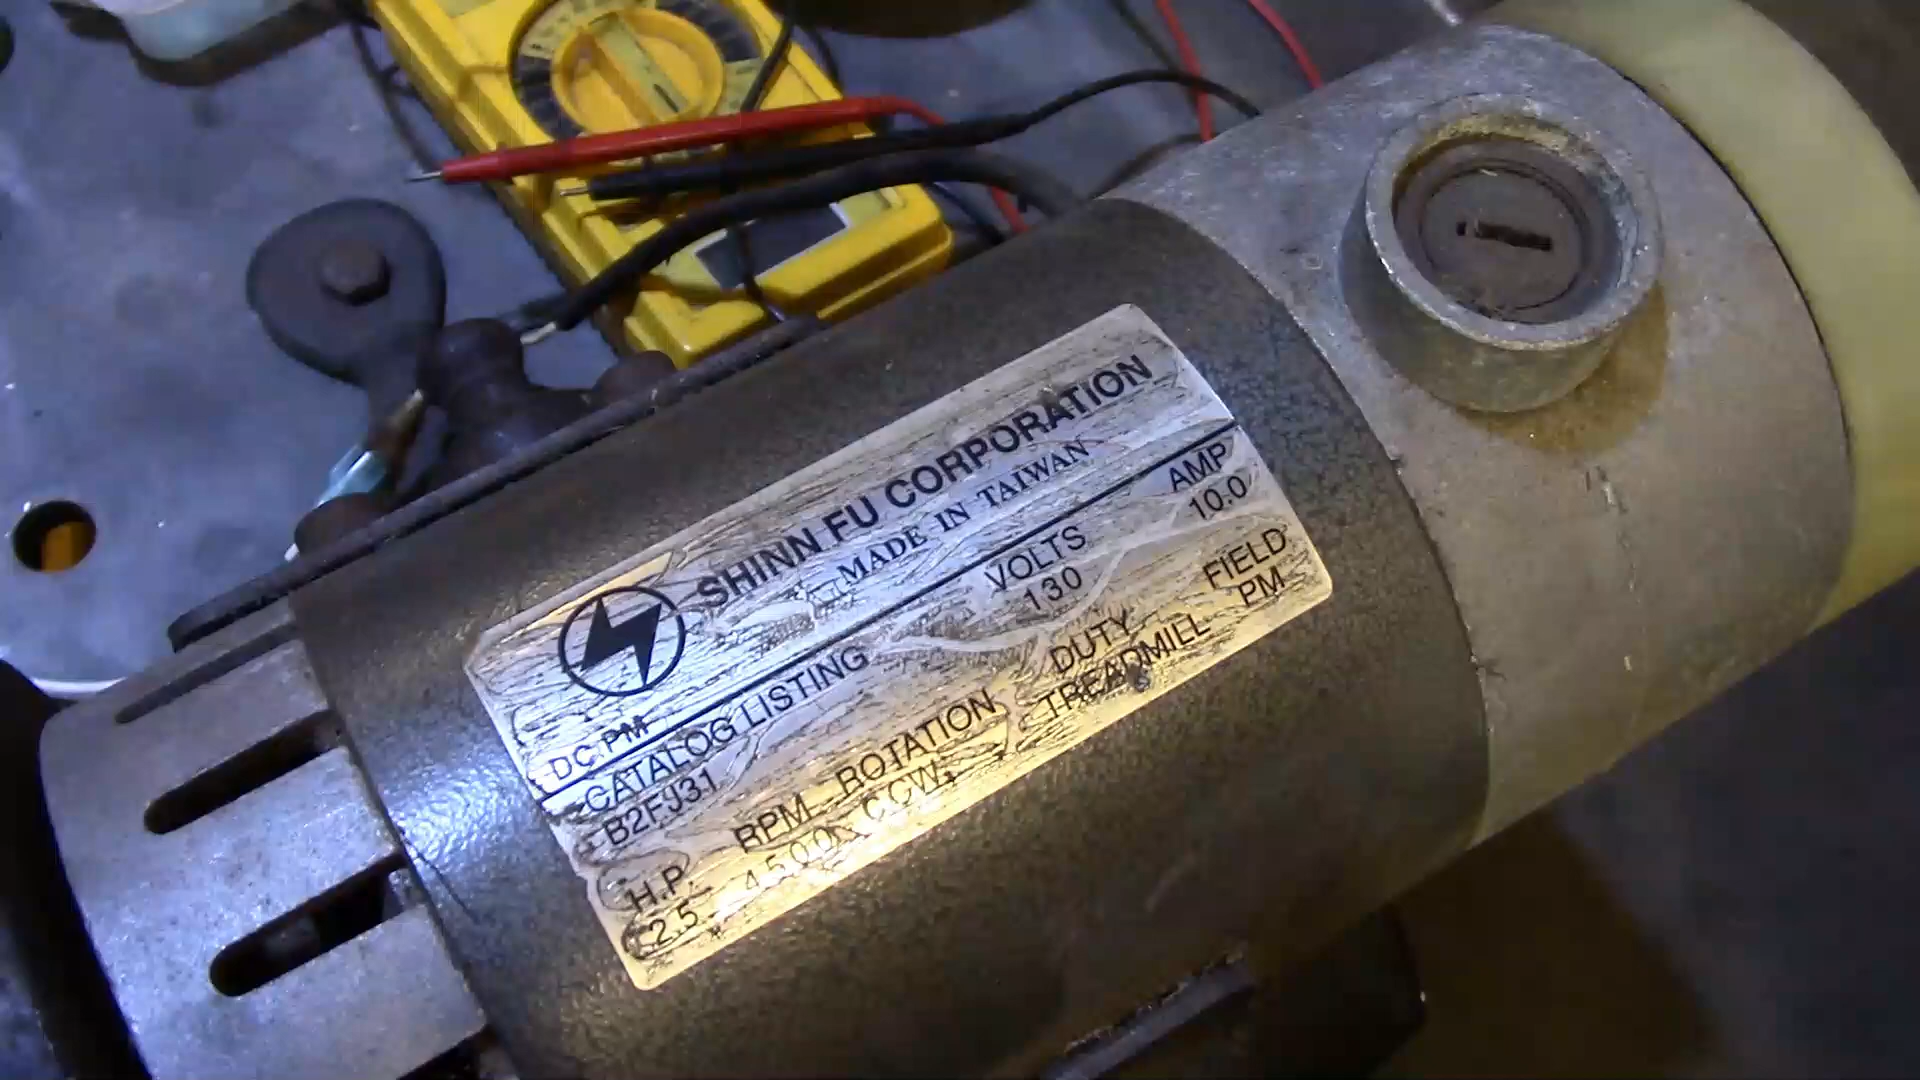 SHINN FU CORPORATION
MADE IN TAIWAN
DC PM
CATALOG LISTING VOLTS AMP
B2FJ31 130 10.0
H.P. RPM ROTATION DUTY FIELD
2.5 4500 CCW TREADMILL PM